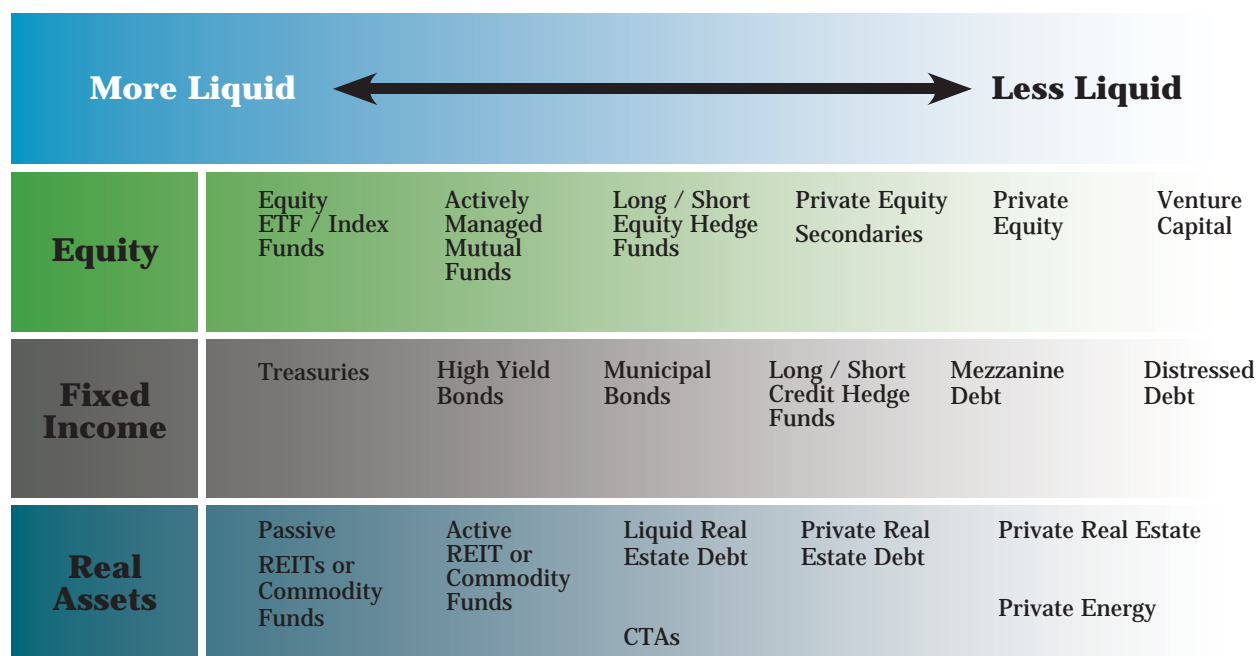 More Liquid
Less Liquid
Equity
Equity
ETF / Index
Funds
Actively
Managed
Mutual
Funds
Long / Short
Equity Hedge
Funds
Private Equity
Secondaries
Private
Equity
Venture
Capital
Fixed
Income
Treasuries
High Yield
Bonds
Municipal
Bonds
Long / Short
Credit Hedge
Funds
Mezzanine
Debt
Distressed
Debt
Real
Assets
Passive
REITs or
Commodity
Funds
Active
REIT or
Commodity
Funds
Liquid Real
Estate Debt
CTAs
Private Real
Estate Debt
Private Real Estate
Private Energy